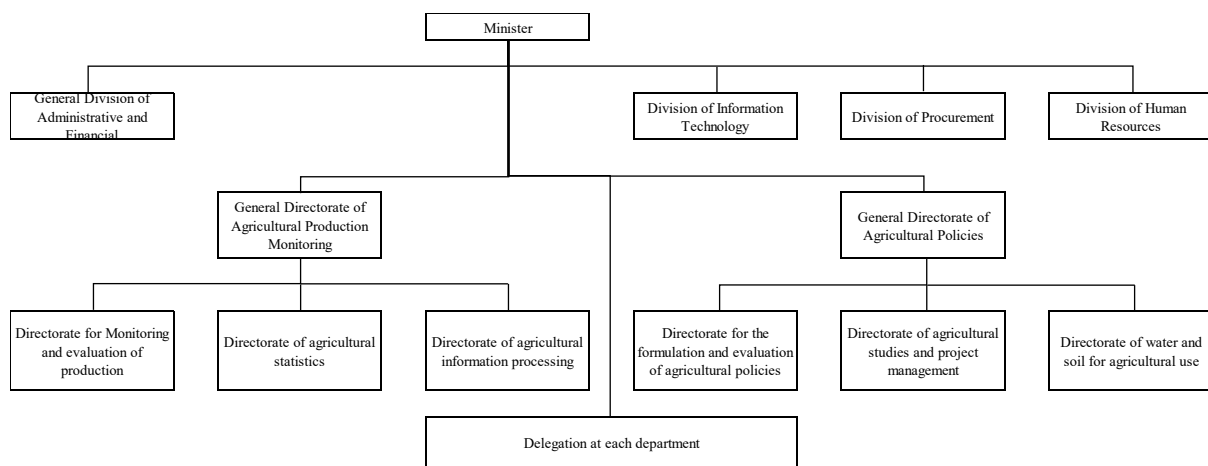 Minister
General Division of
Administrative and
Financial
Division of Information
Technology
Division of Procurement
Division of Human
Resources
General Directorate of
Agricultural Production
Monitoring
General Directorate of
Agricultural Policies
Directorate for Monitoring
and evaluation of
production
Directorate of agricultural
statistics
Directorate of agricultural
information processing
Directorate for the
formulation and evaluation
of agricultural policies
Directorate of agricultural
studies and project
management
Directorate of water and
soil for agricultural use
Delegation at each department